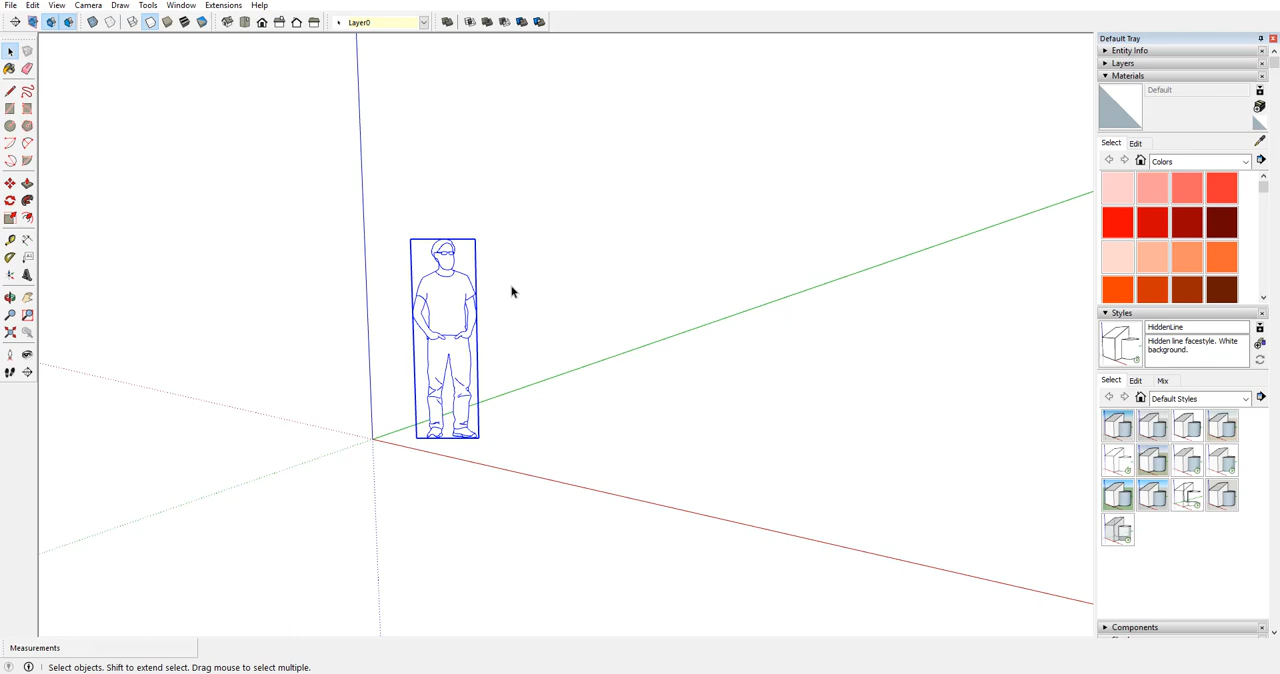 File Edit View Camera Draw Tools Window Extensions Help
Layer0
Default Tray
Entity Info
Layers
Materials
Default
Select Edit
Colors
Styles
HiddenLine
Hidden line facestyle. White
background.
Select Edit Mix
Default Styles
Components
Measurements
Select objects. Shift to extend select. Drag mouse to select multiple.